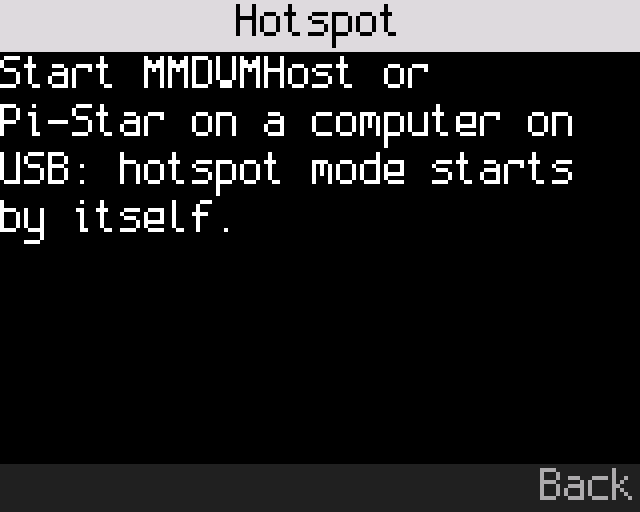 Hotspot
Start MMDVMHost or
Pi-Star on a computer on
USB: hotspot mode starts
by itself.
Back